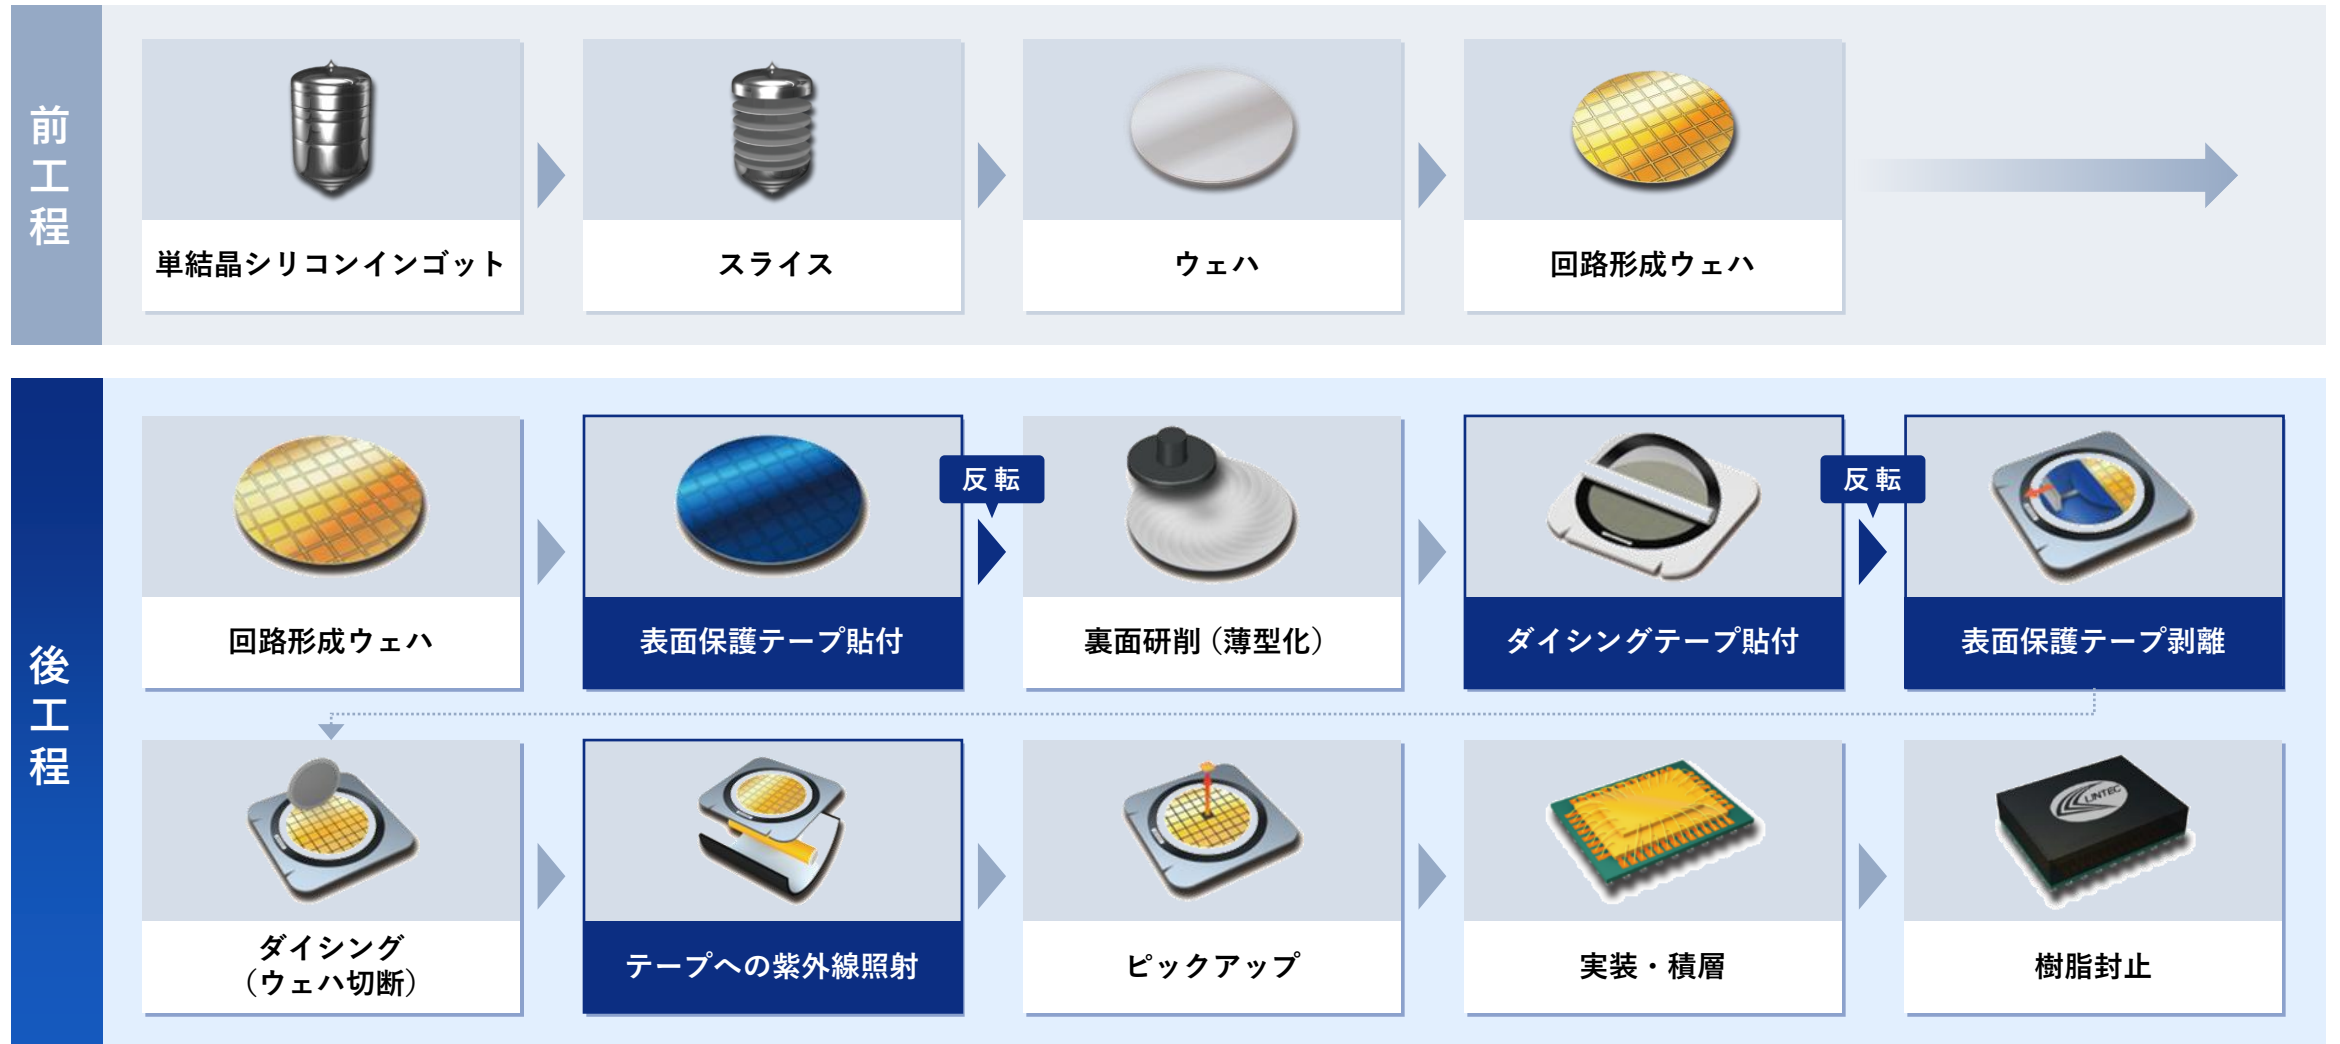 前工程
単結晶シリコンインゴット
スライス
ウェハ
回路形成ウェハ
後工程
回路形成ウェハ
表面保護テープ貼付
反転
裏面研削（薄型化）
ダイシングテープ貼付
反転
表面保護テープ剥離
ダイシング
（ウェハ切断）
テープへの紫外線照射
ピックアップ
実装・積層
LINTEC
樹脂封止